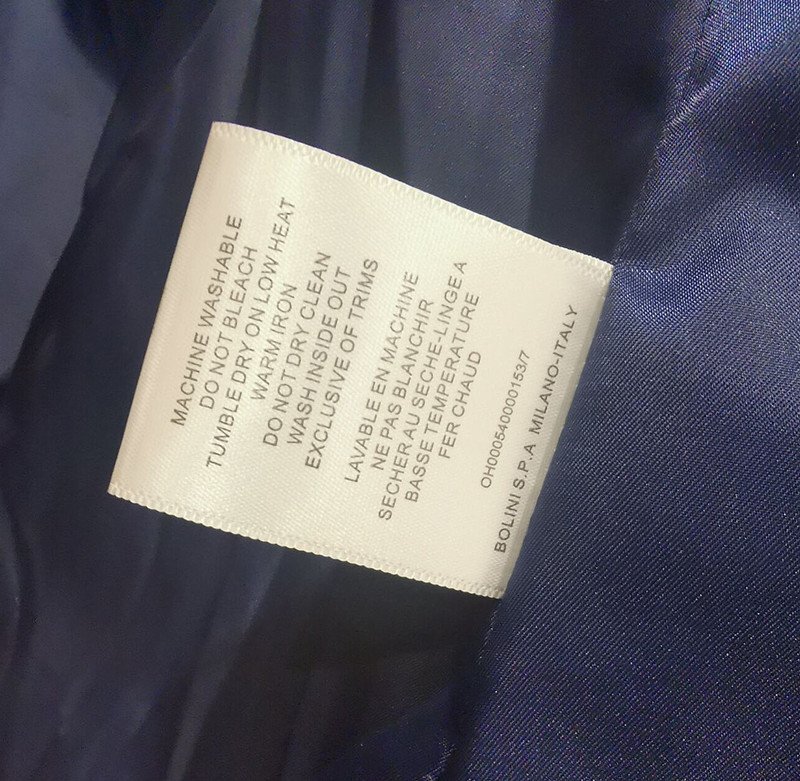 MACHINE WASHABLE
DO NOT BLEACH
TUMBLE DRY ON LOW HEAT
WARM IRON
DO NOT DRY CLEAN
WASH INSIDE OUT
EXCLUSIVE OF TRIMS
LAVABLE EN MACHINE
NE PAS BLANCHIR
SECHER AU SECHE-LINGE A
BASSE TEMPERATURE
FER CHAUD
OH000540000153/7
BOLINI S.P.A MILANO-ITALY